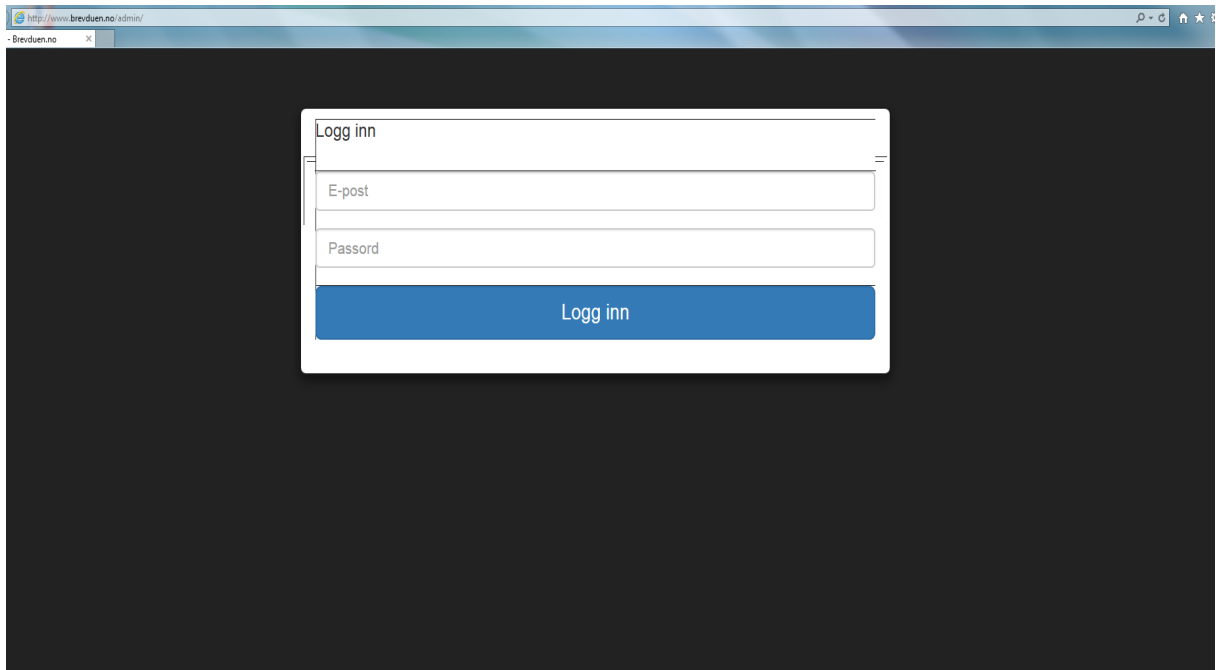 http://www.brevduen.no/admin/
- Brevduen.no
Logg inn
E-post
Passord
Logg inn